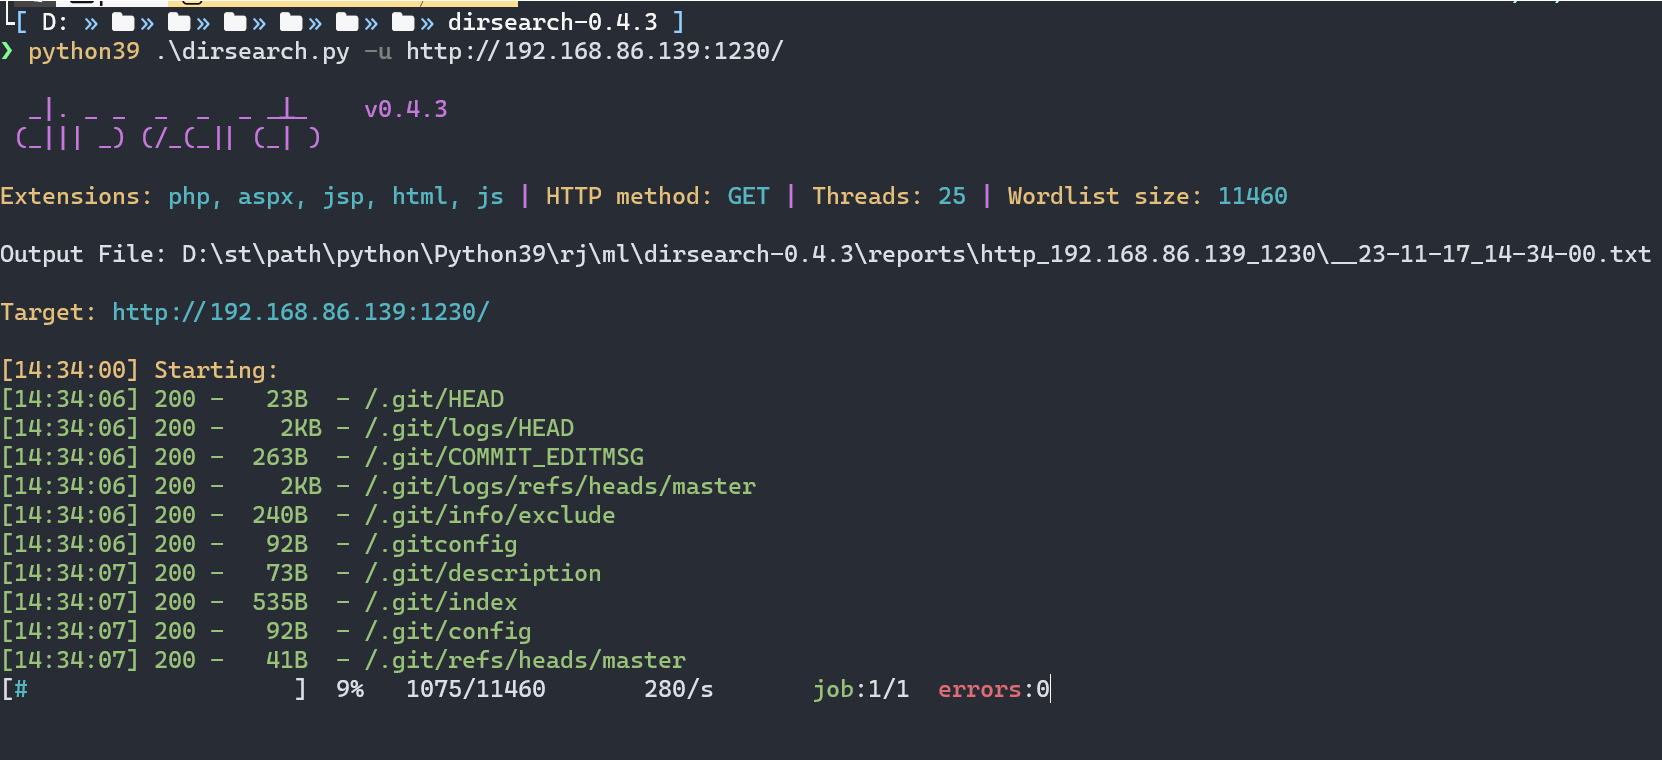 [ D: » » » » » » » dirsearch-0.4.3 ]
❯ python39 .\dirsearch.py -u http://192.168.86.139:1230/
_|. _ _  _  _  _ _|_    v0.4.3
(_||| _) (/_(_|| (_| )
Extensions: php, aspx, jsp, html, js | HTTP method: GET | Threads: 25 | Wordlist size: 11460
Output File: D:\st\path\python\Python39\rj\ml\dirsearch-0.4.3\reports\http_192.168.86.139_1230\__23-11-17_14-34-00.txt
Target: http://192.168.86.139:1230/
[14:34:00] Starting:
[14:34:06] 200 -   23B  - /.git/HEAD
[14:34:06] 200 -    2KB - /.git/logs/HEAD
[14:34:06] 200 -  263B  - /.git/COMMIT_EDITMSG
[14:34:06] 200 -    2KB - /.git/logs/refs/heads/master
[14:34:06] 200 -  240B  - /.git/info/exclude
[14:34:06] 200 -   92B  - /.gitconfig
[14:34:07] 200 -   73B  - /.git/description
[14:34:07] 200 -  535B  - /.git/index
[14:34:07] 200 -   92B  - /.git/config
[14:34:07] 200 -   41B  - /.git/refs/heads/master
[#                   ]  9%   1075/11460       280/s       job:1/1  errors:0